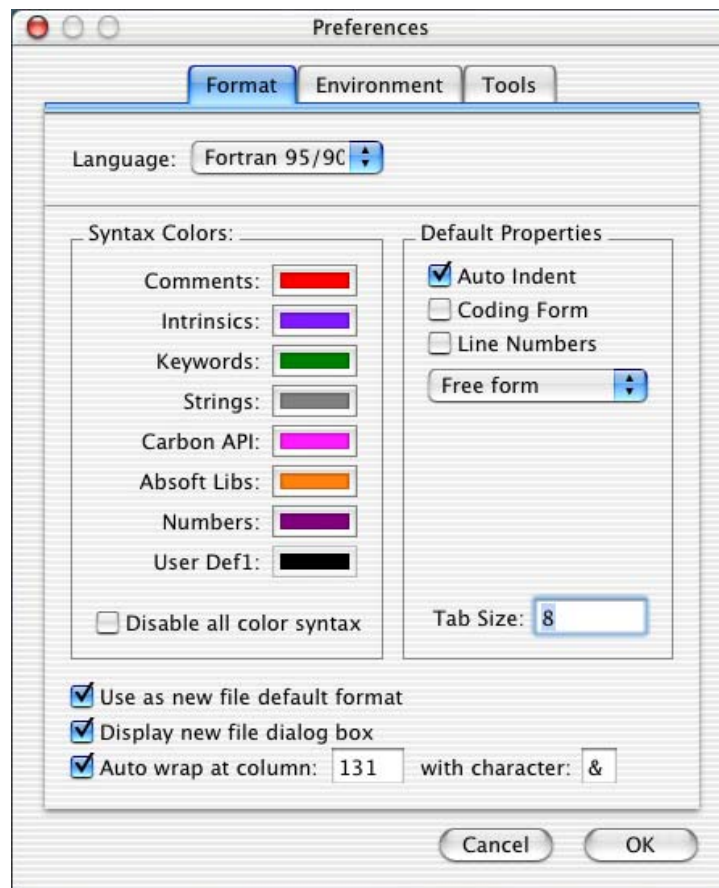 Preferences
Format Environment Tools
Language: Fortran 95/90
Syntax Colors:
Comments:
Intrinsics:
Keywords:
Strings:
Carbon API:
Absoft Libs:
Numbers:
User Def1:
Disable all color syntax
Default Properties
Auto Indent
Coding Form
Line Numbers
Free form
Tab Size: 8
Use as new file default format
Display new file dialog box
Auto wrap at column: 131 with character: &
Cancel OK